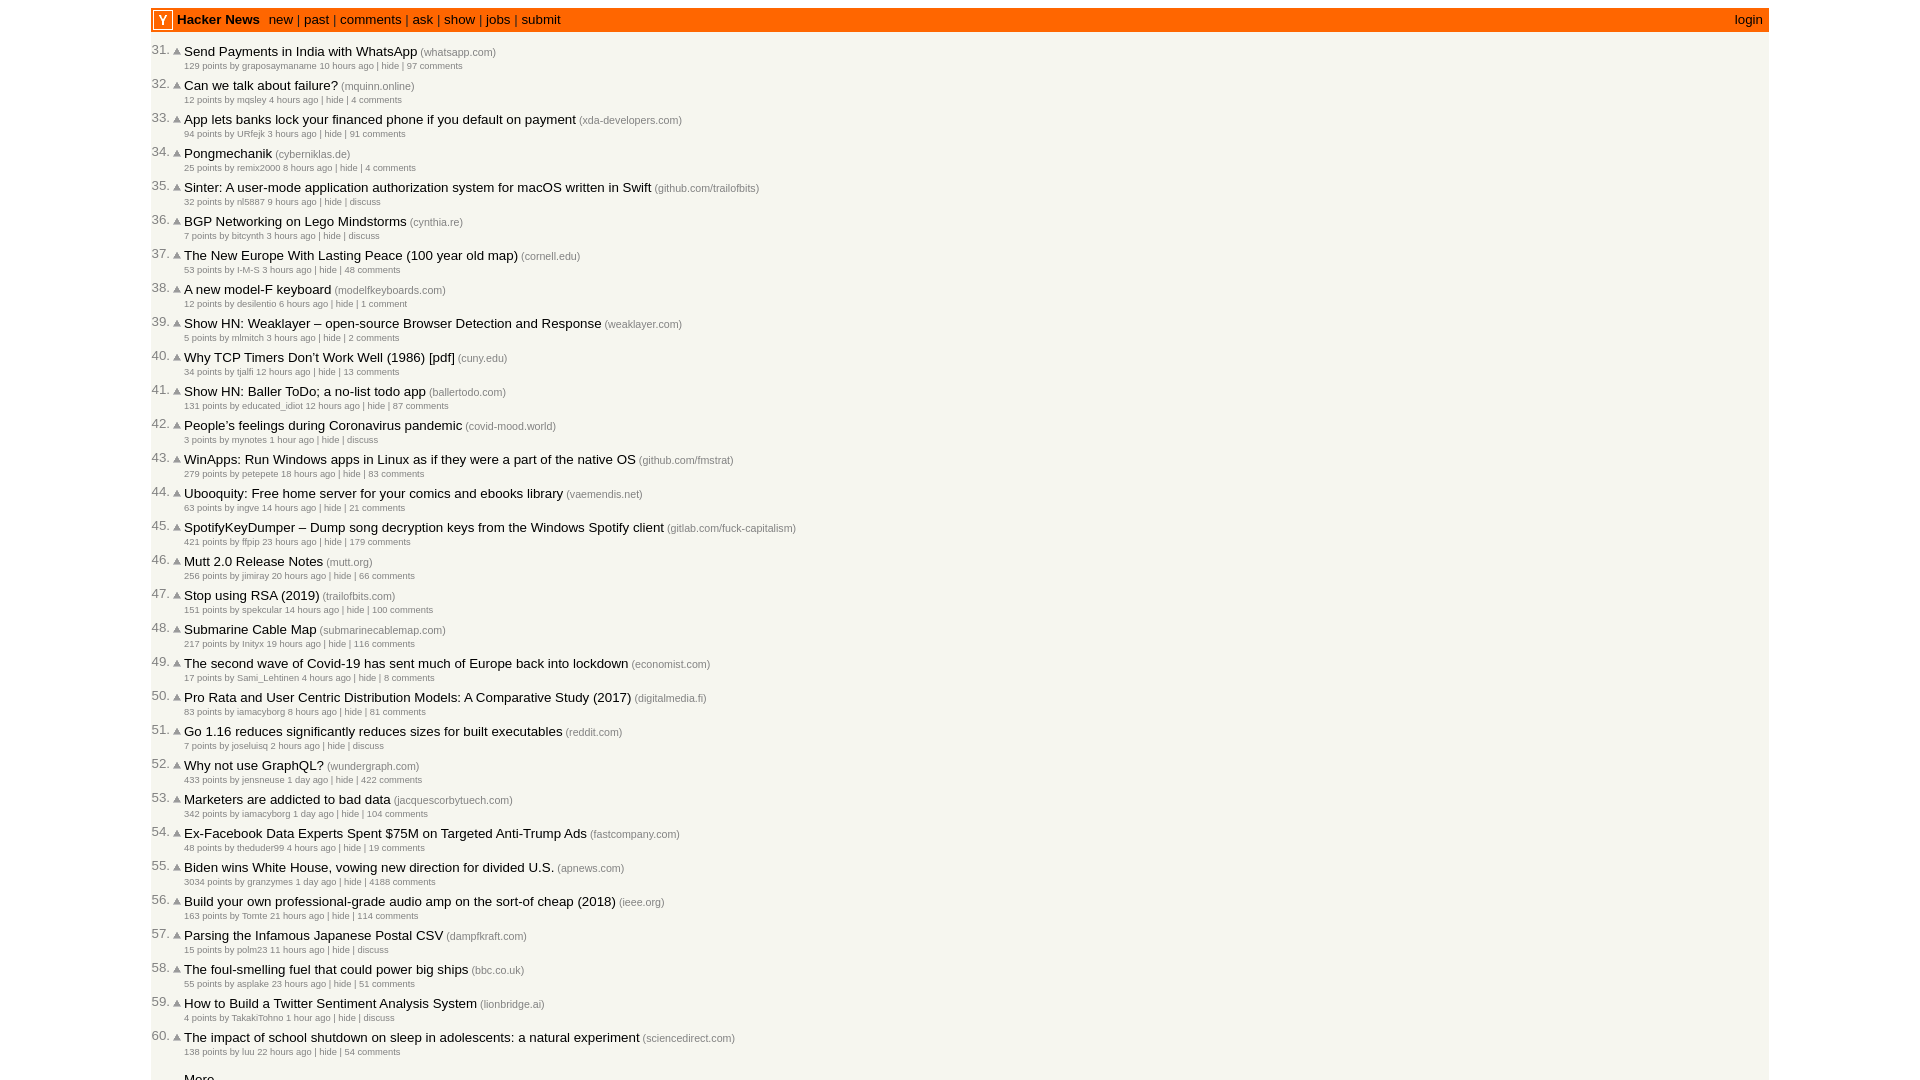 Y Hacker News new | past | comments | ask | show | jobs | submit login
31. Send Payments in India with WhatsApp (whatsapp.com)
129 points by graposaymaname 10 hours ago | hide | 97 comments
32. Can we talk about failure? (mquinn.online)
12 points by mqsley 4 hours ago | hide | 4 comments
33. App lets banks lock your financed phone if you default on payment (xda-developers.com)
94 points by URfejk 3 hours ago | hide | 91 comments
34. Pongmechanik (cyberniklas.de)
25 points by remix2000 8 hours ago | hide | 4 comments
35. Sinter: A user-mode application authorization system for macOS written in Swift (github.com/trailofbits)
32 points by nl5887 9 hours ago | hide | discuss
36. BGP Networking on Lego Mindstorms (cynthia.re)
7 points by bitcynth 3 hours ago | hide | discuss
37. The New Europe With Lasting Peace (100 year old map) (cornell.edu)
53 points by I-M-S 3 hours ago | hide | 48 comments
38. A new model-F keyboard (modelfkeyboards.com)
12 points by desilentio 6 hours ago | hide | 1 comment
39. Show HN: Weaklayer – open-source Browser Detection and Response (weaklayer.com)
5 points by mlmitch 3 hours ago | hide | 2 comments
40. Why TCP Timers Don’t Work Well (1986) [pdf] (cuny.edu)
34 points by tjalfi 12 hours ago | hide | 13 comments
41. Show HN: Baller ToDo; a no-list todo app (ballertodo.com)
131 points by educated_idiot 12 hours ago | hide | 87 comments
42. People’s feelings during Coronavirus pandemic (covid-mood.world)
3 points by mynotes 1 hour ago | hide | discuss
43. WinApps: Run Windows apps in Linux as if they were a part of the native OS (github.com/fmstrat)
279 points by petepete 18 hours ago | hide | 83 comments
44. Ubooquity: Free home server for your comics and ebooks library (vaemendis.net)
63 points by ingve 14 hours ago | hide | 21 comments
45. SpotifyKeyDumper – Dump song decryption keys from the Windows Spotify client (gitlab.com/fuck-capitalism)
421 points by ffpip 23 hours ago | hide | 179 comments
46. Mutt 2.0 Release Notes (mutt.org)
256 points by jimiray 20 hours ago | hide | 66 comments
47. Stop using RSA (2019) (trailofbits.com)
151 points by spekcular 14 hours ago | hide | 100 comments
48. Submarine Cable Map (submarinecablemap.com)
217 points by Inityx 19 hours ago | hide | 116 comments
49. The second wave of Covid-19 has sent much of Europe back into lockdown (economist.com)
17 points by Sami_Lehtinen 4 hours ago | hide | 8 comments
50. Pro Rata and User Centric Distribution Models: A Comparative Study (2017) (digitalmedia.fi)
83 points by iamacyborg 8 hours ago | hide | 81 comments
51. Go 1.16 reduces significantly reduces sizes for built executables (reddit.com)
7 points by joseluisq 2 hours ago | hide | discuss
52. Why not use GraphQL? (wundergraph.com)
433 points by jensneuse 1 day ago | hide | 422 comments
53. Marketers are addicted to bad data (jacquescorbytuech.com)
342 points by iamacyborg 1 day ago | hide | 104 comments
54. Ex-Facebook Data Experts Spent $75M on Targeted Anti-Trump Ads (fastcompany.com)
48 points by theduder99 4 hours ago | hide | 19 comments
55. Biden wins White House, vowing new direction for divided U.S. (apnews.com)
3034 points by granzymes 1 day ago | hide | 4188 comments
56. Build your own professional-grade audio amp on the sort-of cheap (2018) (ieee.org)
163 points by Tomte 21 hours ago | hide | 114 comments
57. Parsing the Infamous Japanese Postal CSV (dampfkraft.com)
15 points by polm23 11 hours ago | hide | discuss
58. The foul-smelling fuel that could power big ships (bbc.co.uk)
55 points by asplake 23 hours ago | hide | 51 comments
59. How to Build a Twitter Sentiment Analysis System (lionbridge.ai)
4 points by TakakiTohno 1 hour ago | hide | discuss
60. The impact of school shutdown on sleep in adolescents: a natural experiment (sciencedirect.com)
138 points by luu 22 hours ago | hide | 54 comments
More